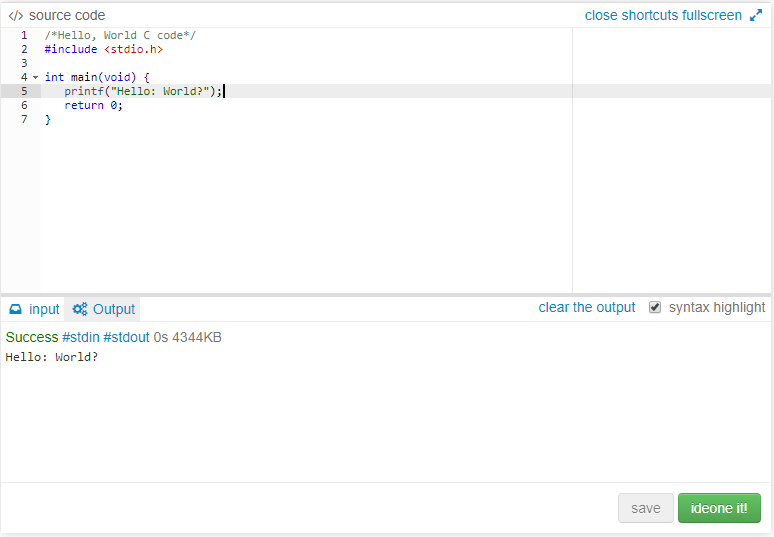 </> source code close shortcuts fullscreen
1 /*Hello, World C code*/
2 #include <stdio.h>
3
4 int main(void) {
5 printf("Hello: World?");
6 return 0;
7 }
input Output clear the output syntax highlight
Success #stdin #stdout 0s 4344KB
Hello: World?
save ideone it!